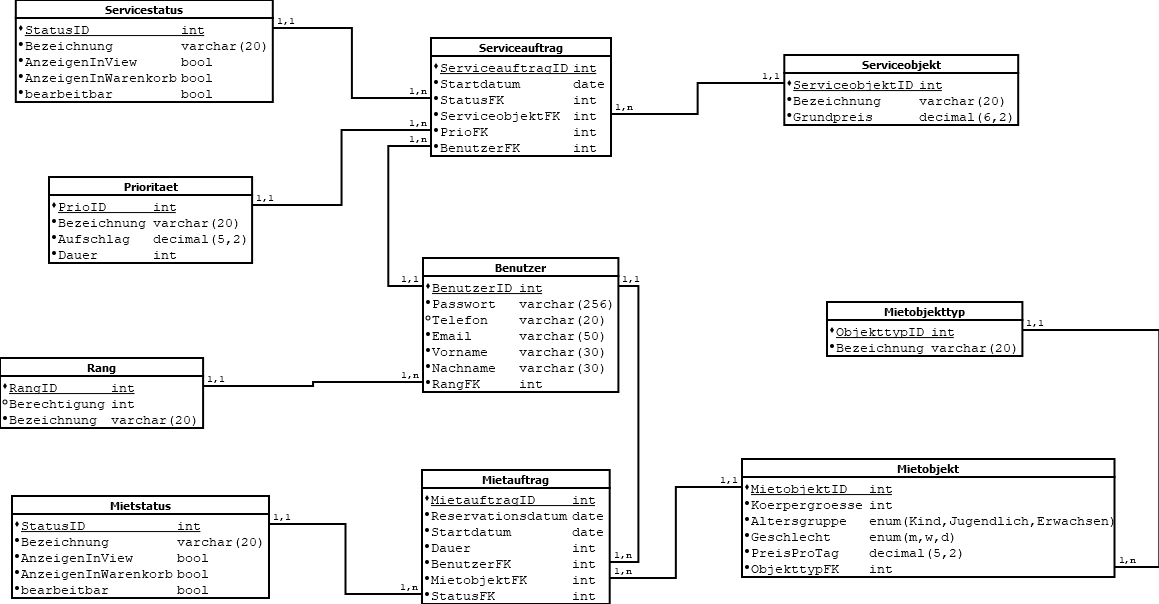 Servicestatus
StatusID int
Bezeichnung varchar(20)
AnzeigenInView bool
AnzeigenInWarenkorb bool
bearbeitbar bool
1,1
Serviceauftrag
ServiceauftragID int
Startdatum date
StatusFK int
ServiceobjektFK int
PrioFK int
BenutzerFK int
1,n
1,n
1,n
1,n
Serviceobjekt
ServiceobjektID int
Bezeichnung varchar(20)
Grundpreis decimal(6,2)
1,1
Prioritaet
PrioID int
Bezeichnung varchar(20)
Aufschlag decimal(5,2)
Dauer int
1,1
Benutzer
BenutzerID int
Passwort varchar(256)
Telefon varchar(20)
Email varchar(50)
Vorname varchar(30)
Nachname varchar(30)
RangFK int
1,1
1,1
1,n
Mietobjekttyp
ObjekttypID int
Bezeichnung varchar(20)
1,1
Rang
RangID int
Berechtigung int
Bezeichnung varchar(20)
1,1
Mietstatus
StatusID int
Bezeichnung varchar(20)
AnzeigenInView bool
AnzeigenInWarenkorb bool
bearbeitbar bool
1,1
Mietauftrag
MietauftragID int
Reservationsdatum date
Startdatum date
Dauer int
BenutzerFK int
MietobjektFK int
StatusFK int
1,n
1,n
1,n
Mietobjekt
MietobjektID int
Koerpergroesse int
Altersgruppe enum(Kind,Jugendlich,Erwachsen)
Geschlecht enum(m,w,d)
PreisProTag decimal(5,2)
ObjekttypFK int
1,1
1,n